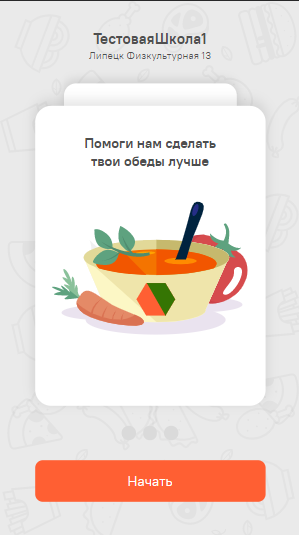 ТестоваяШкола1
Липецк Физкультурная 13
Помоги нам сделать
твои обеды лучше
Начать